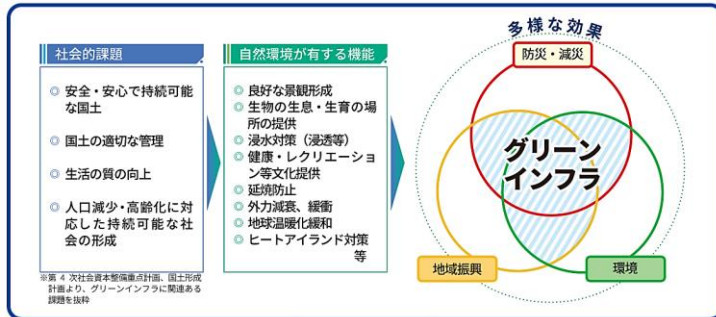 社会的課題
◎ 安全・安心で持続可能
な国土
◎ 国土の適切な管理
◎ 生活の質の向上
◎ 人口減少・高齢化に対
応した持続可能な社
会の形成
※第 4 次社会資本整備重点計画、国土形成
計画より、グリーンインフラに関連ある
課題を抜粋
自然環境が有する機能
◎ 良好な景観形成
◎ 生物の生息・生育の場
所の提供
◎ 浸水対策（浸透等）
◎ 健康・レクリエーショ
ン等文化提供
◎ 延焼防止
◎ 外力減衰、緩衝
◎ 地球温暖化緩和
◎ ヒートアイランド対策
等
多様な効果
防災・減災
グリーン
インフラ
地域振興
環境